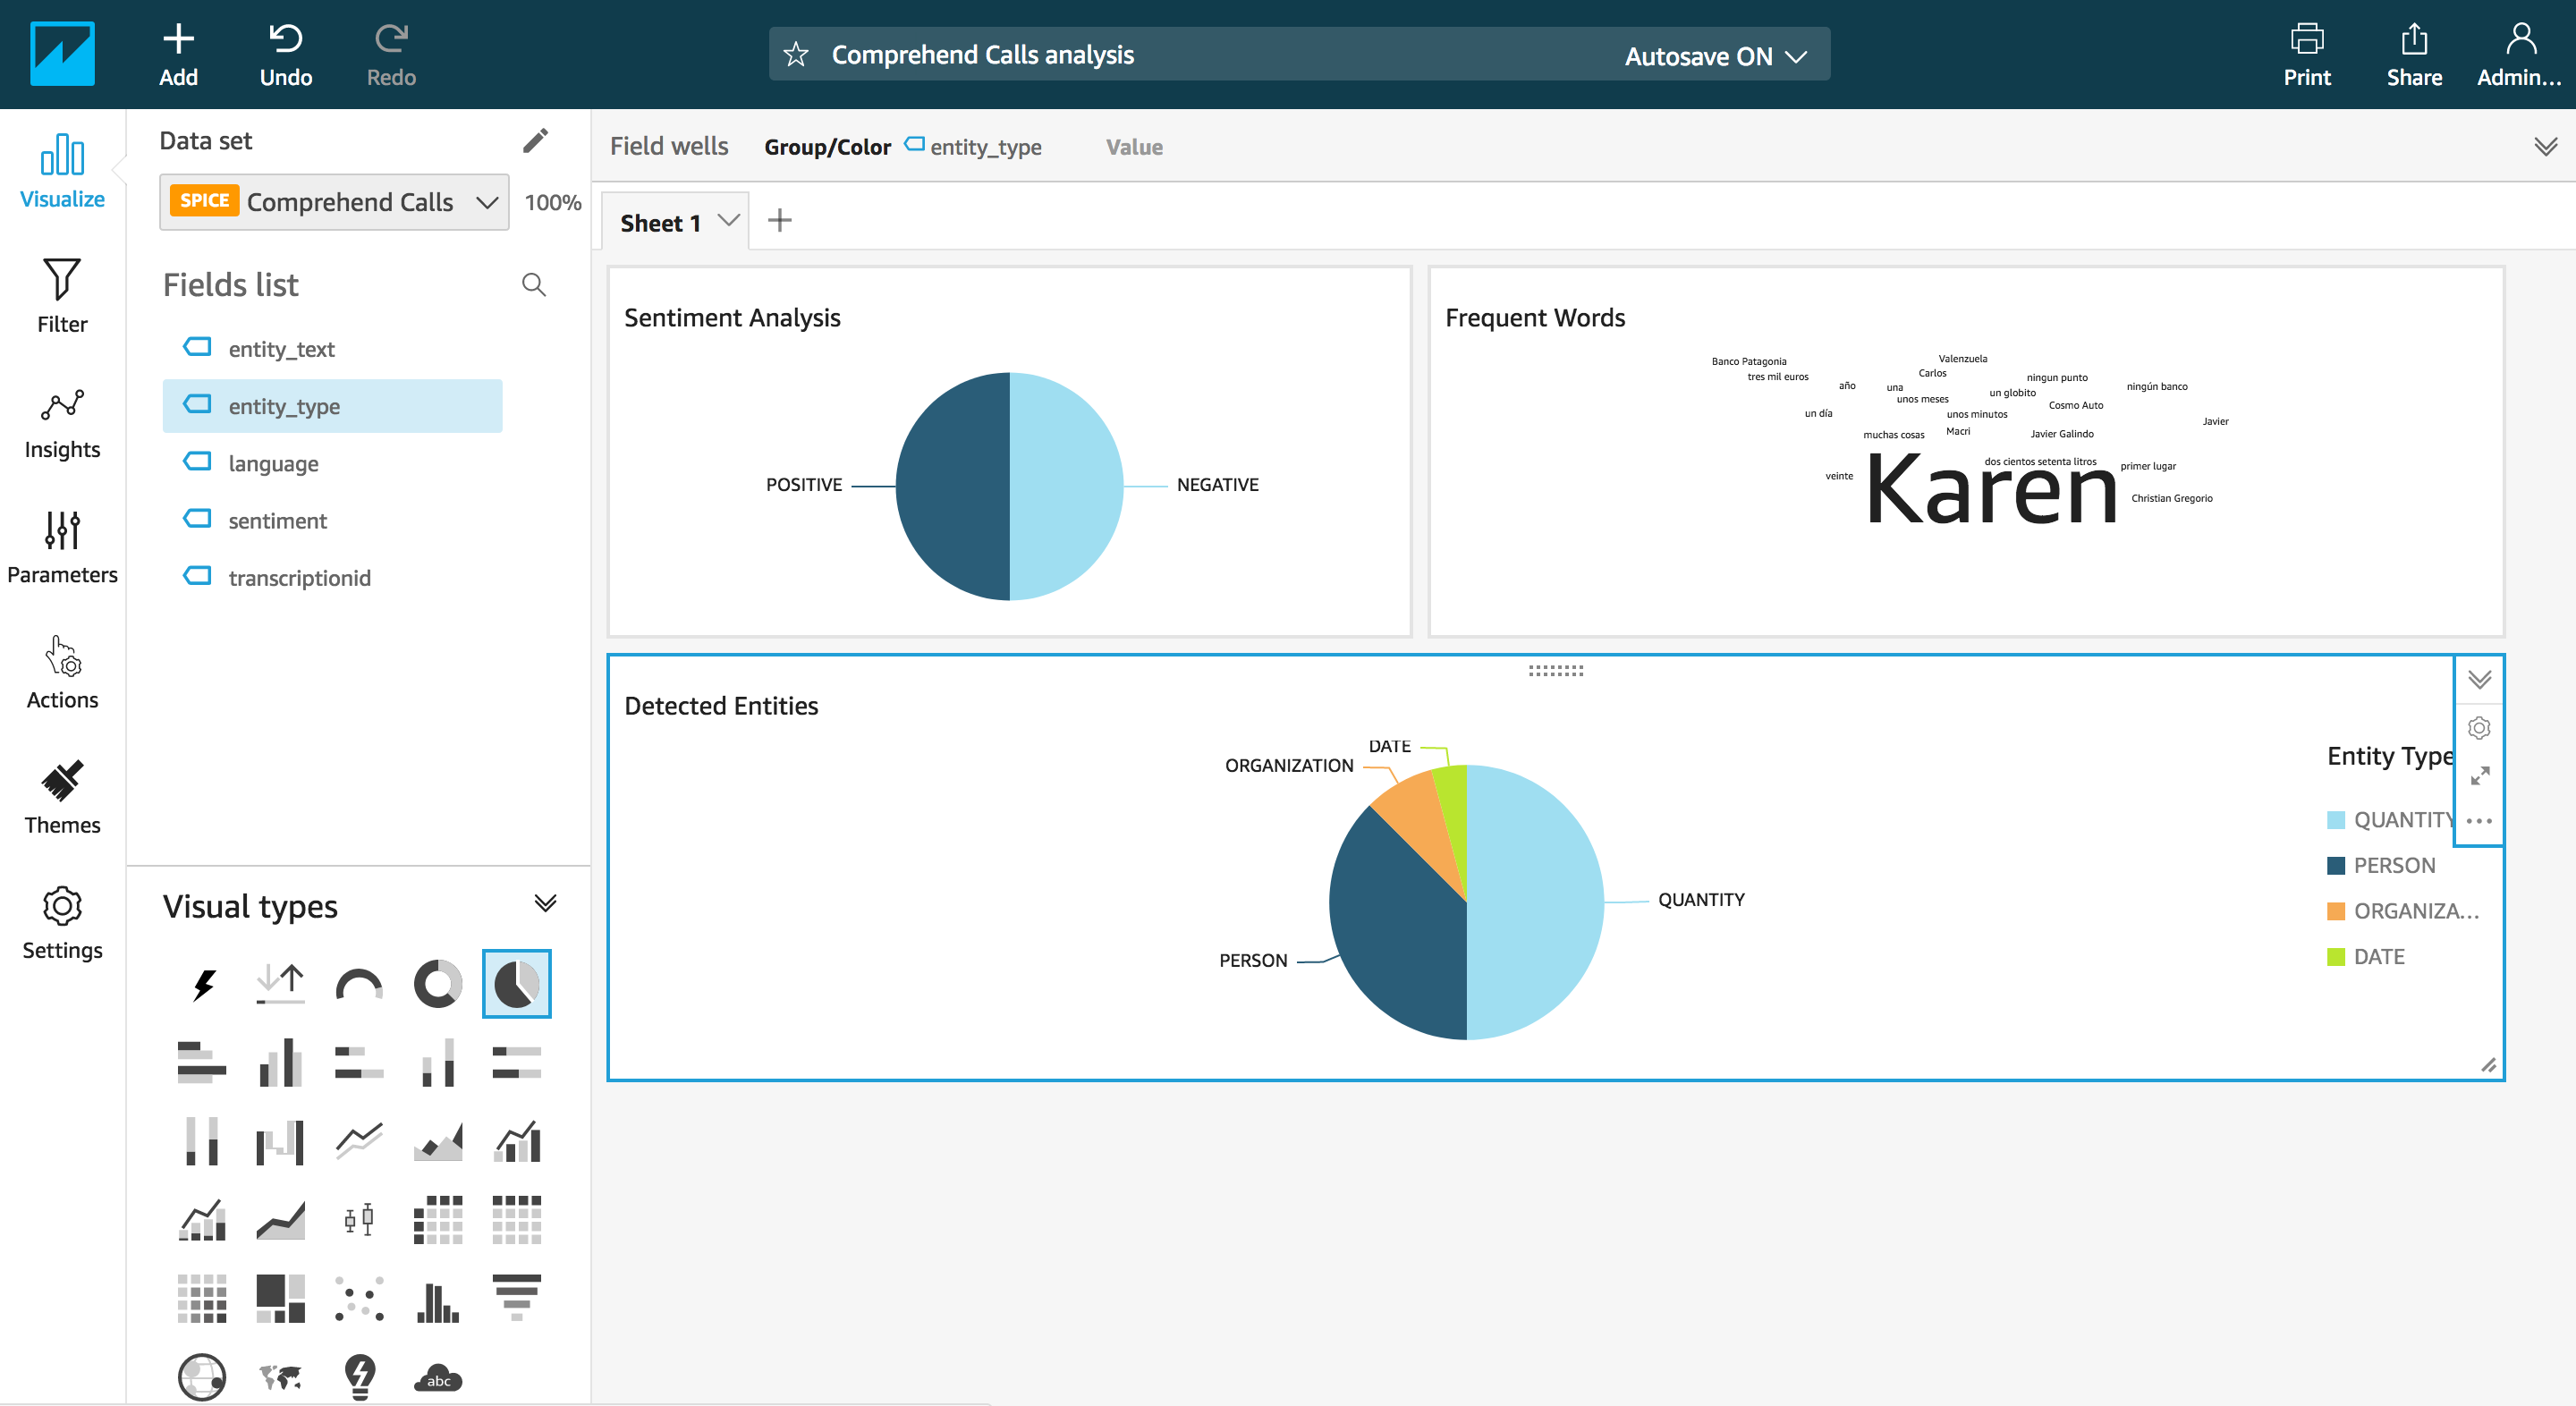 Add
Undo
Redo
Comprehend Calls analysis
Autosave ON
Print
Share
Admin...
Visualize
Filter
Insights
Parameters
Actions
Themes
Settings
Data set
SPICE Comprehend Calls 100%
Fields list
entity_text
entity_type
language
sentiment
transcriptionid
Visual types
abc
Field wells Group/Color entity_type Value
Sheet 1
Sentiment Analysis
POSITIVE
NEGATIVE
Frequent Words
Banco Patagonia
Valenzuela
tres mil euros
Carlos
ningun punto
año
una
ningún banco
unos meses
un globito
Cosmo Auto
un día
unos minutos
Javier
muchas cosas
Macri
Javier Galindo
dos cientos setenta litros
primer lugar
veinte
Karen
Christian Gregorio
Detected Entities
DATE
ORGANIZATION
QUANTITY
PERSON
Entity Type
QUANTITY
PERSON
ORGANIZA...
DATE